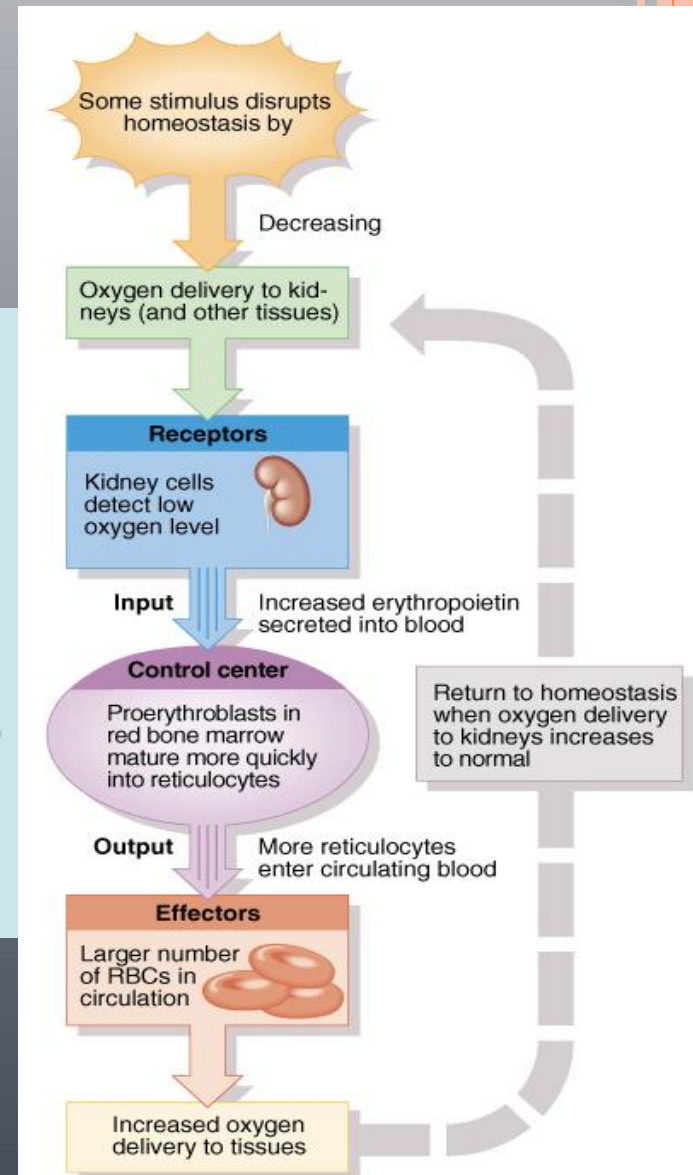 Some stimulus disrupts
homeostasis by
Decreasing
Oxygen delivery to kid-
neys (and other tissues)
Receptors
Kidney cells
detect low
oxygen level
Input
Increased erythropoietin
secreted into blood
Control center
Proerythroblasts in
red bone marrow
mature more quickly
into reticulocytes
Return to homeostasis
when oxygen delivery
to kidneys increases
to normal
Output
More reticulocytes
enter circulating blood
Effectors
Larger number
of RBCs in
circulation
Increased oxygen
delivery to tissues